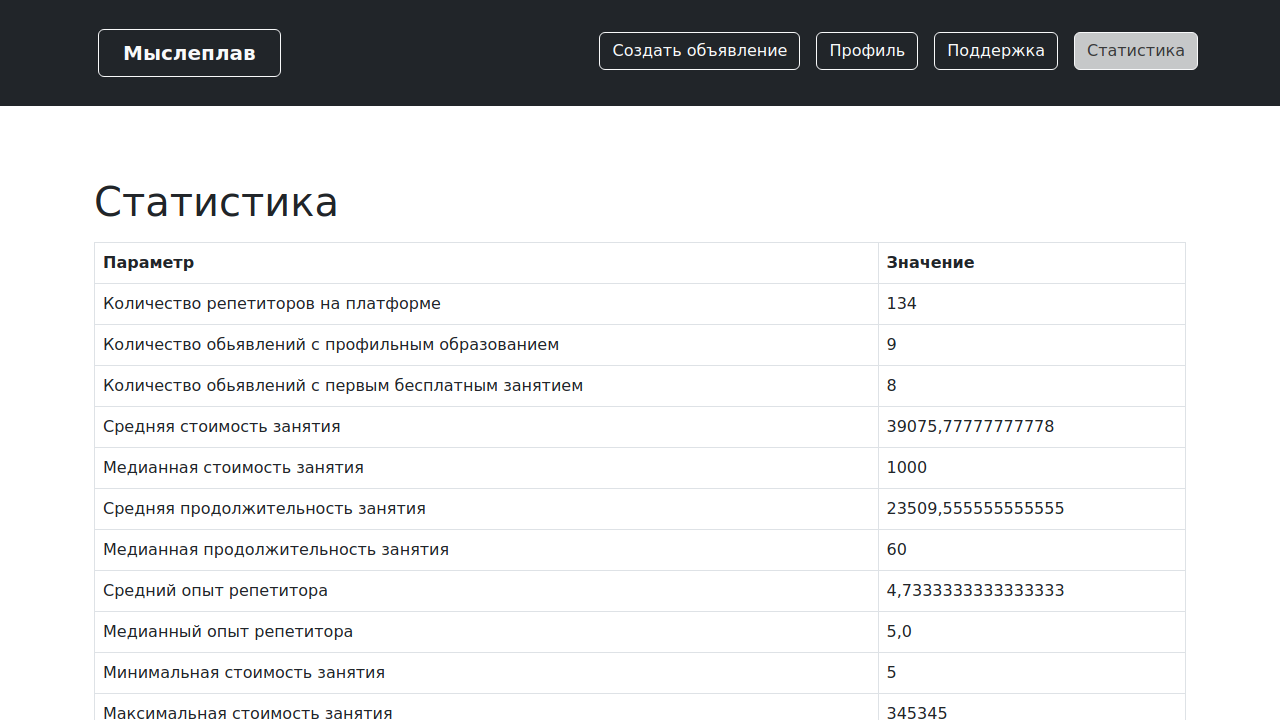 Мыслеплав
Создать объявление Профиль Поддержка Статистика
Статистика
Параметр Значение
Количество репетиторов на платформе 134
Количество обьявлений с профильным образованием 9
Количество обьявлений с первым бесплатным занятием 8
Средняя стоимость занятия 39075,77777777778
Медианная стоимость занятия 1000
Средняя продолжительность занятия 23509,555555555555
Медианная продолжительность занятия 60
Средний опыт репетитора 4,7333333333333333
Медианный опыт репетитора 5,0
Минимальная стоимость занятия 5
Максимальная стоимость занятия 345345